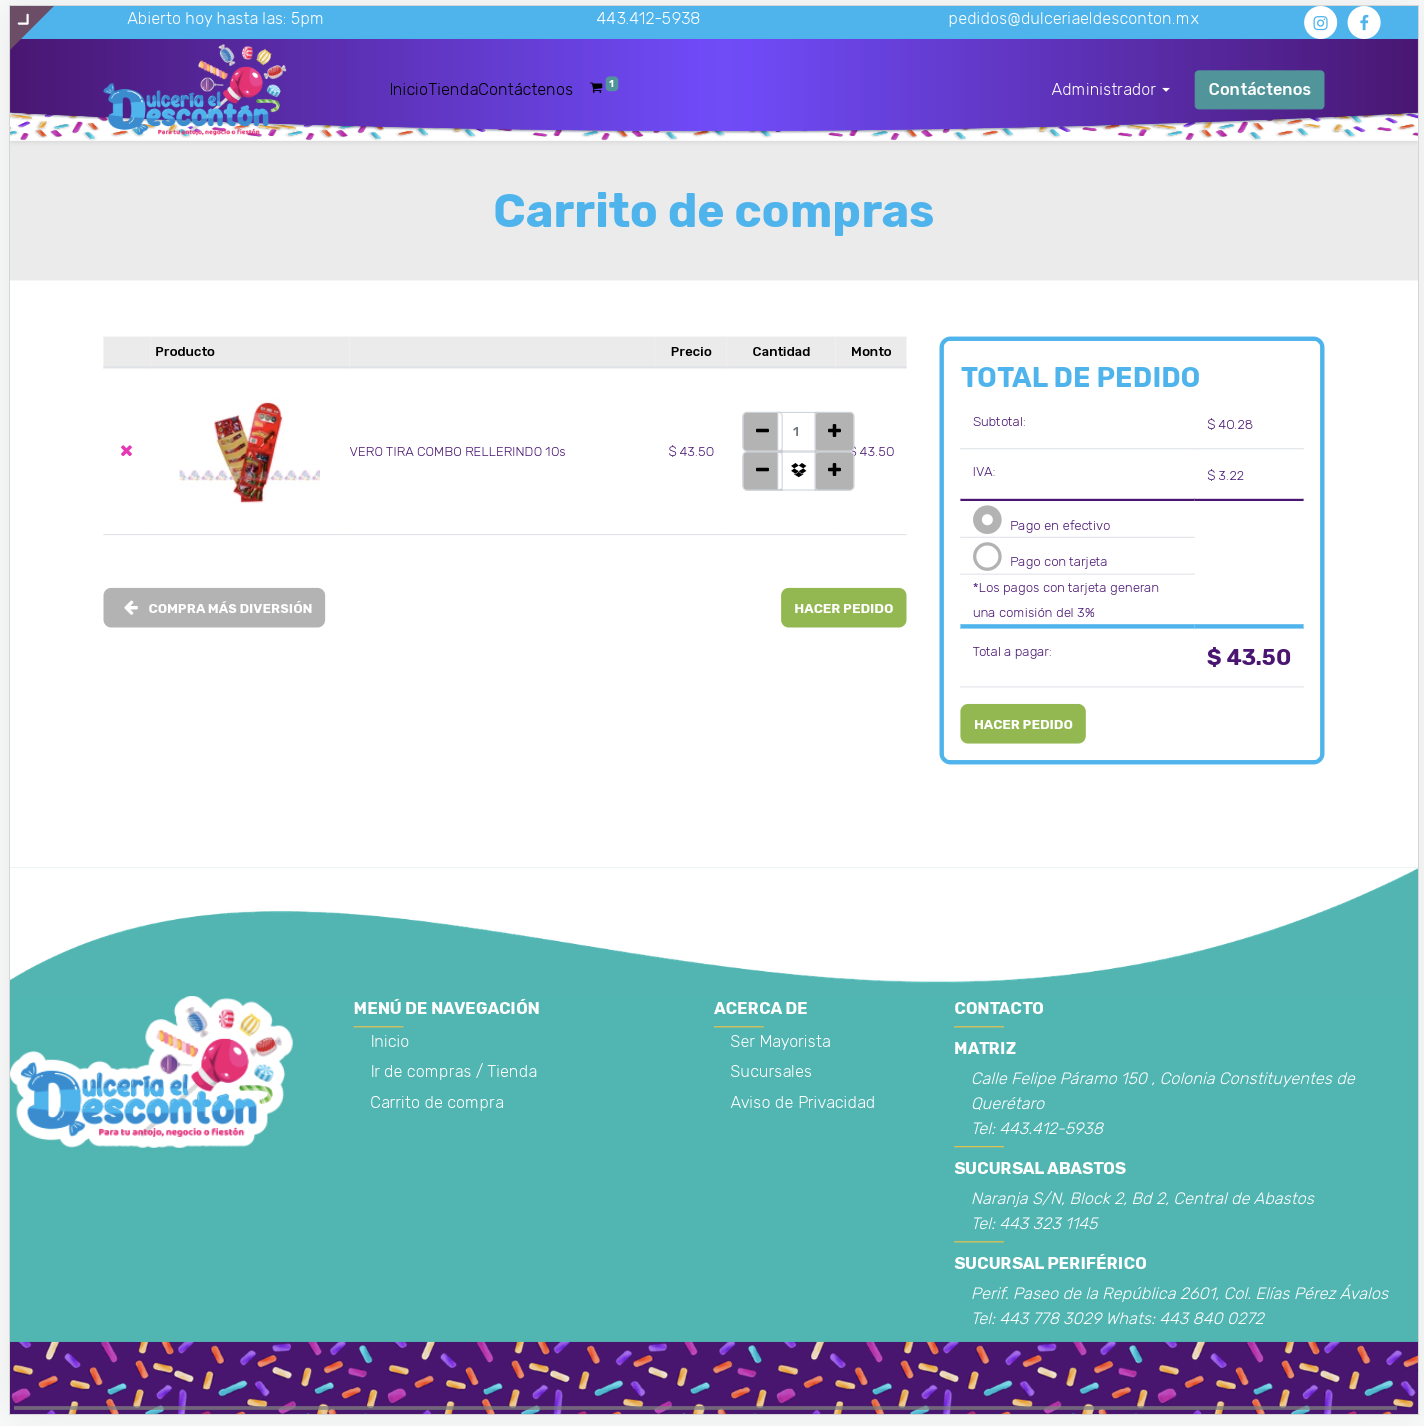 Abierto hoy hasta las: 5pm
443.412-5938
pedidos@dulceriaeldesconton.mx
Dulcería el
Descontón
Para tu antojo, negocio o fiestón
Inicio Tienda Contáctenos
1
Administrador
Contáctenos
Carrito de compras
Producto Precio Cantidad Monto
VERO TIRA COMBO RELLERINDO 10s
$ 43.50
1
$ 43.50
COMPRA MÁS DIVERSIÓN
HACER PEDIDO
TOTAL DE PEDIDO
Subtotal: $ 40.28
IVA: $ 3.22
Pago en efectivo
Pago con tarjeta
*Los pagos con tarjeta generan
una comisión del 3%
Total a pagar: $ 43.50
HACER PEDIDO
Dulcería el
Descontón
Para tu antojo, negocio o fiestón
MENÚ DE NAVEGACIÓN
Inicio
Ir de compras / Tienda
Carrito de compra
ACERCA DE
Ser Mayorista
Sucursales
Aviso de Privacidad
CONTACTO
MATRIZ
Calle Felipe Páramo 150 , Colonia Constituyentes de
Querétaro
Tel: 443.412-5938
SUCURSAL ABASTOS
Naranja S/N, Block 2, Bd 2, Central de Abastos
Tel: 443 323 1145
SUCURSAL PERIFÉRICO
Perif. Paseo de la República 2601, Col. Elías Pérez Ávalos
Tel: 443 778 3029 Whats: 443 840 0272